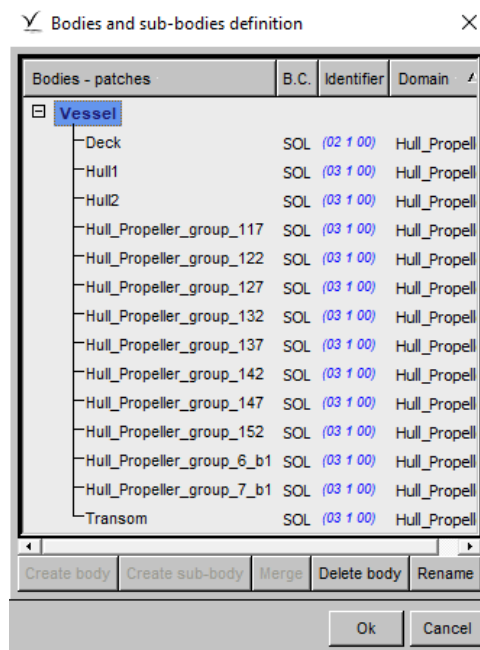 Bodies and sub-bodies definition
Bodies - patches B.C. Identifier Domain
Vessel
Deck SOL (02 1 00) Hull_Propell
Hull1 SOL (03 1 00) Hull_Propell
Hull2 SOL (03 1 00) Hull_Propell
Hull_Propeller_group_117 SOL (03 1 00) Hull_Propell
Hull_Propeller_group_122 SOL (03 1 00) Hull_Propell
Hull_Propeller_group_127 SOL (03 1 00) Hull_Propell
Hull_Propeller_group_132 SOL (03 1 00) Hull_Propell
Hull_Propeller_group_137 SOL (03 1 00) Hull_Propell
Hull_Propeller_group_142 SOL (03 1 00) Hull_Propell
Hull_Propeller_group_147 SOL (03 1 00) Hull_Propell
Hull_Propeller_group_152 SOL (03 1 00) Hull_Propell
Hull_Propeller_group_6_b1 SOL (03 1 00) Hull_Propell
Hull_Propeller_group_7_b1 SOL (03 1 00) Hull_Propell
Transom SOL (03 1 00) Hull_Propell
Create body Create sub-body Merge Delete body Rename
Ok Cancel